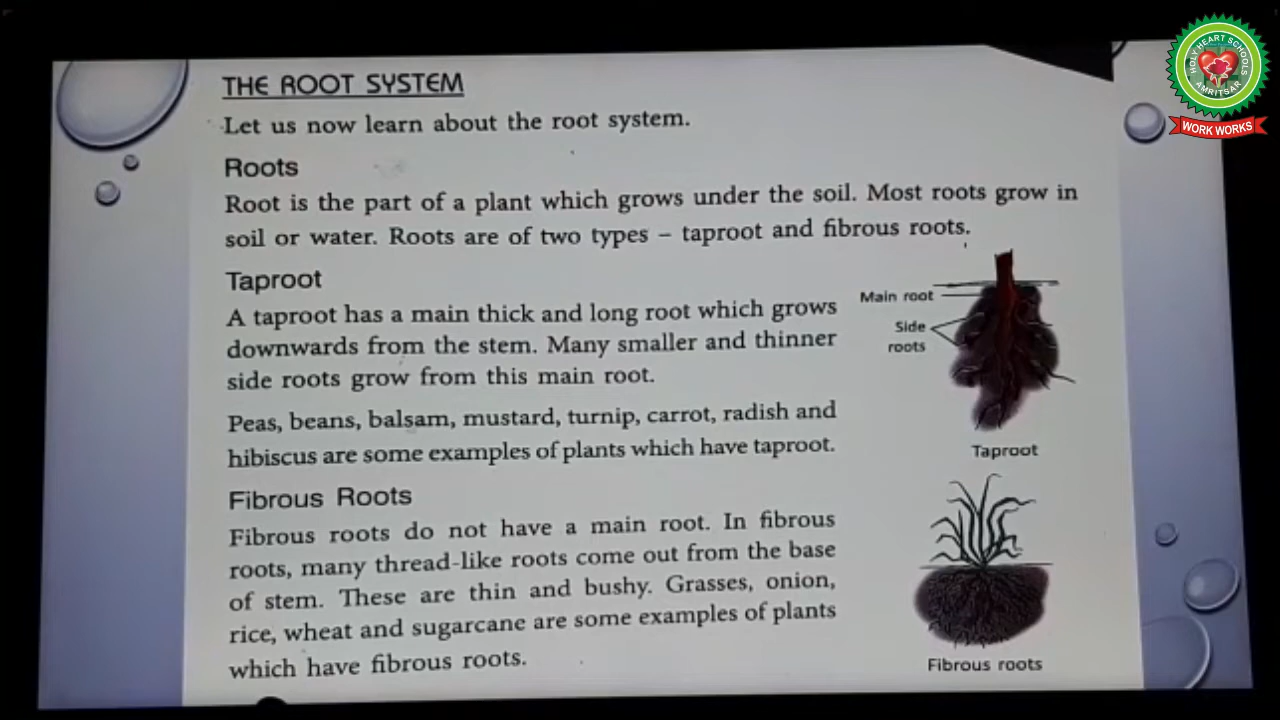 THE ROOT SYSTEM
Let us now learn about the root system.
Roots
Root is the part of a plant which grows under the soil. Most roots grow in
soil or water. Roots are of two types – taproot and fibrous roots.
Taproot
A taproot has a main thick and long root which grows
downwards from the stem. Many smaller and thinner
side roots grow from this main root.
Peas, beans, balsam, mustard, turnip, carrot, radish and
hibiscus are some examples of plants which have taproot.
Main root
Side
roots
Taproot
Fibrous Roots
Fibrous roots do not have a main root. In fibrous
roots, many thread-like roots come out from the base
of stem. These are thin and bushy. Grasses, onion,
rice, wheat and sugarcane are some examples of plants
which have fibrous roots.
Fibrous roots
HOLY HEART SCHOOLS
AMRITSAR
WORK WORKS